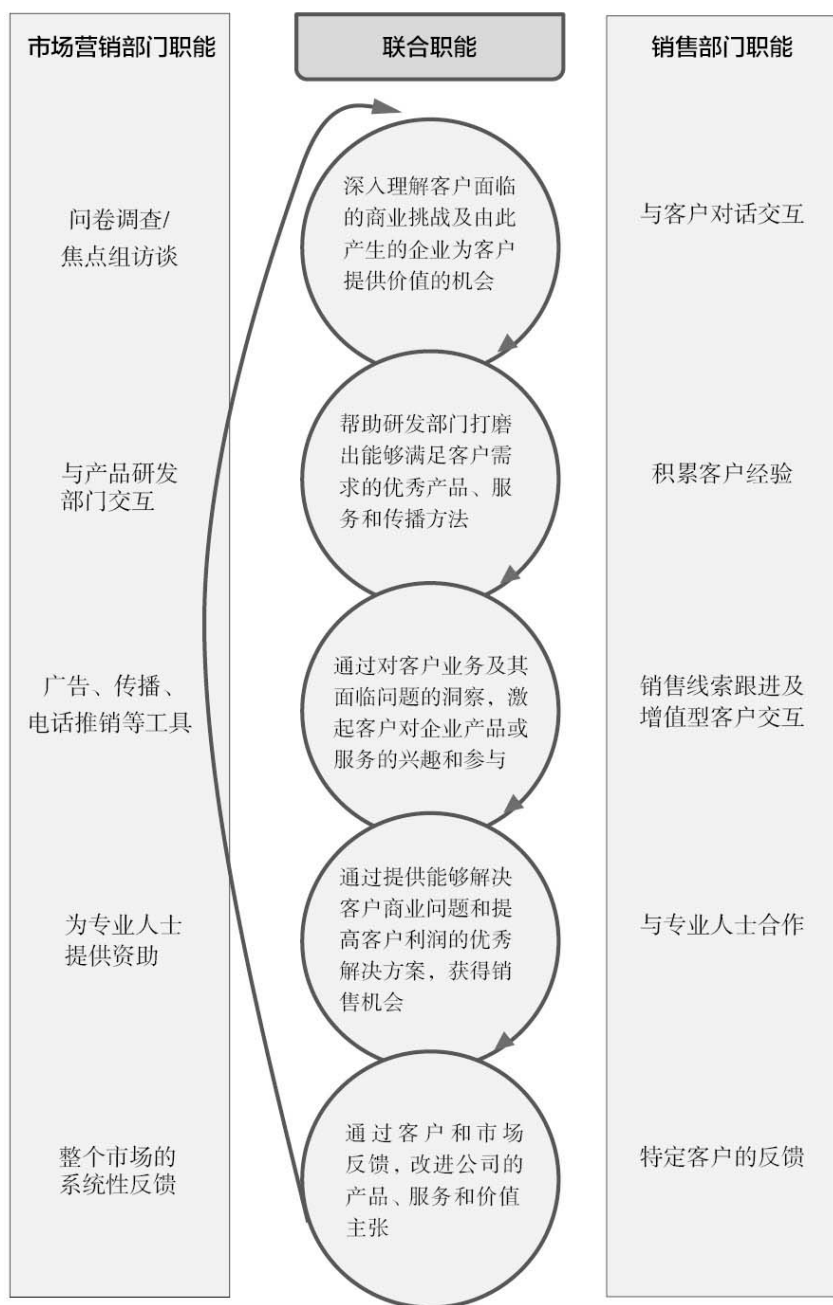 市场营销部门职能
联合职能
销售部门职能
问卷调查/
焦点组访谈
深入理解客户面临
的商业挑战及由此
产生的企业为客户
提供价值的机会
与客户对话交互
与产品研发
部门交互
帮助研发部门打磨
出能够满足客户需
求的优秀产品、服
务和传播方法
积累客户经验
广告、传播、
电话推销等工具
通过对客户业务及其
面临问题的洞察，激
起客户对企业产品或
服务的兴趣和参与
销售线索跟进及
增值型客户交互
为专业人士
提供资助
通过提供能够解决
客户商业问题和提
高客户利润的优秀
解决方案，获得销
售机会
与专业人士合作
整个市场的
系统性反馈
通过客户和市场
反馈，改进公司的
产品、服务和价值
主张
特定客户的反馈